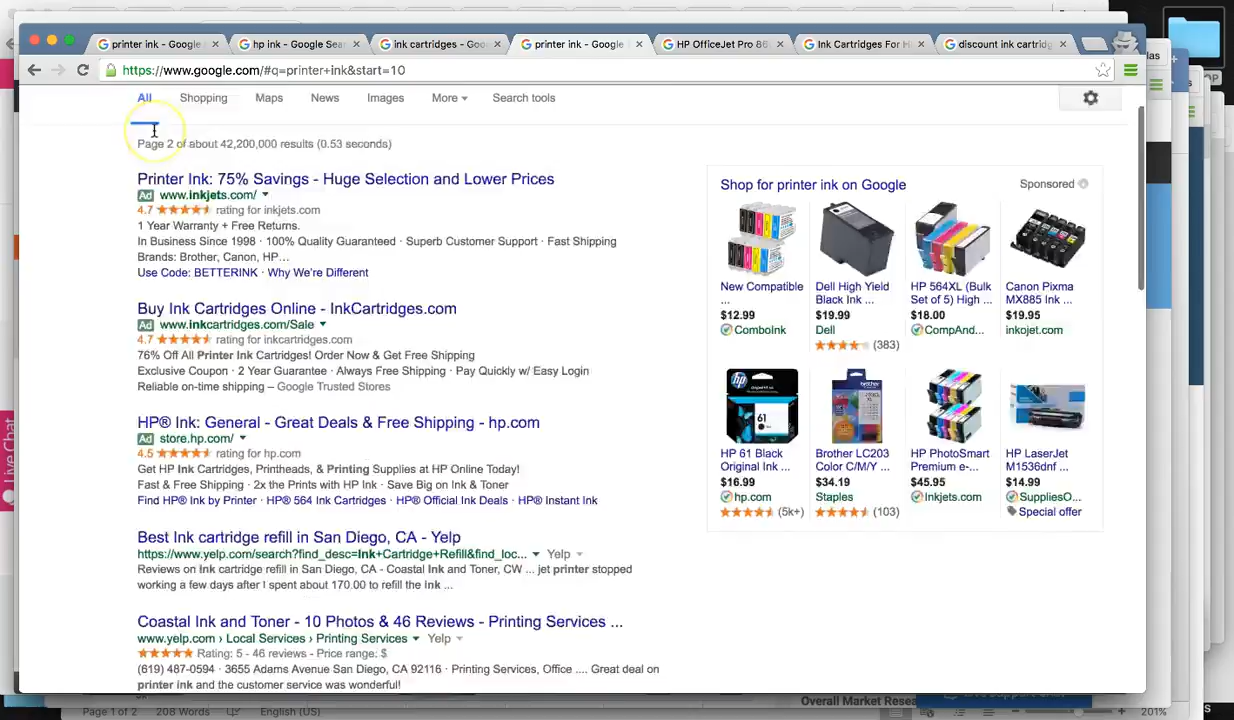 printer ink - Google
hp ink - Google Sea
ink cartridges - Goo
printer ink - Google
HP OfficeJet Pro 86
Ink Cartridges For H
discount ink cartrid
https://www.google.com/#q=printer+ink&start=10
All Shopping Maps News Images More Search tools
Page 2 of about 42,200,000 results (0.53 seconds)
Printer Ink: 75% Savings - Huge Selection and Lower Prices
Ad www.inkjets.com/
4.7 rating for inkjets.com
1 Year Warranty + Free Returns.
In Business Since 1998 · 100% Quality Guaranteed · Superb Customer Support · Fast Shipping
Brands: Brother, Canon, HP...
Use Code: BETTERINK · Why We're Different
Buy Ink Cartridges Online - InkCartridges.com
Ad www.inkcartridges.com/Sale
4.7 rating for inkcartridges.com
76% Off All Printer Ink Cartridges! Order Now & Get Free Shipping
Exclusive Coupon · 2 Year Guarantee · Always Free Shipping · Pay Quickly w/ Easy Login
Reliable on-time shipping – Google Trusted Stores
HP® Ink: General - Great Deals & Free Shipping - hp.com
Ad store.hp.com/
4.5 rating for hp.com
Get HP Ink Cartridges, Printheads, & Printing Supplies at HP Online Today!
Fast & Free Shipping · 2x the Prints with HP Ink · Save Big on Ink & Toner
Find HP® Ink by Printer · HP® 564 Ink Cartridges · HP® Official Ink Deals · HP® Instant Ink
Best Ink cartridge refill in San Diego, CA - Yelp
https://www.yelp.com/search?find_desc=Ink+Cartridge+Refill&find_loc... Yelp
Reviews on Ink cartridge refill in San Diego, CA - Coastal Ink and Toner, CW ... jet printer stopped
working a few days after I spent about 170.00 to refill the Ink ...
Coastal Ink and Toner - 10 Photos & 46 Reviews - Printing Services ...
www.yelp.com › Local Services › Printing Services Yelp
Rating: 5 - 46 reviews - Price range: $
(619) 487-0594 · 3655 Adams Avenue San Diego, CA 92116 · Printing Services, Office .... Great deal on
printer ink and the customer service was wonderful!
Shop for printer ink on Google Sponsored
New Compatible
...
$12.99
ComboInk
Dell High Yield
Black Ink ...
$19.99
Dell
(383)
HP 564XL (Bulk
Set of 5) High ...
$18.00
CompAnd...
Canon Pixma
MX885 Ink ...
$19.95
inkojet.com
61
HP 61 Black
Original Ink ...
$16.99
hp.com
(5k+)
brother
Brother LC203
Color C/M/Y ...
$34.19
Staples
(103)
HP PhotoSmart
Premium e-...
$45.95
Inkjets.com
HP LaserJet
M1536dnf ...
$14.99
SuppliesO...
Special offer
Live Chat
Overall Market Resea
Page 1 of 2 208 Words English (US)
201%